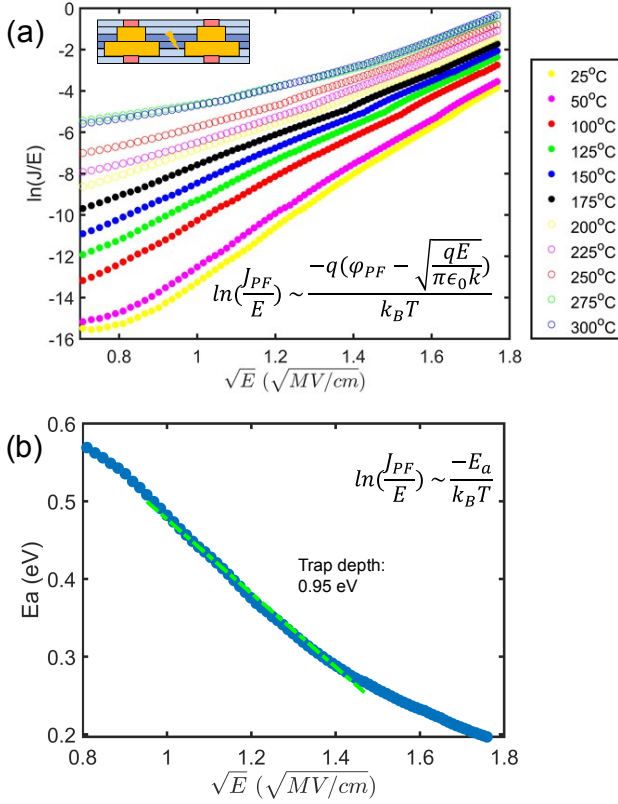 (a)
0
-2
-4
-6
-8
-10
-12
-14
-16
ln(J/E)
0.8 1 1.2 1.4 1.6 1.8
√E (√MV/cm)
ln(J_PF/E) ~ -q(φ_PF - √(qE/πϵ₀k))/k_BT
25°C
50°C
100°C
125°C
150°C
175°C
200°C
225°C
250°C
275°C
300°C
(b)
0.6
0.5
0.4
0.3
0.2
Ea (eV)
ln(J_PF/E) ~ -E_a/k_BT
Trap depth:
0.95 eV
0.8 1 1.2 1.4 1.6 1.8
√E (√MV/cm)